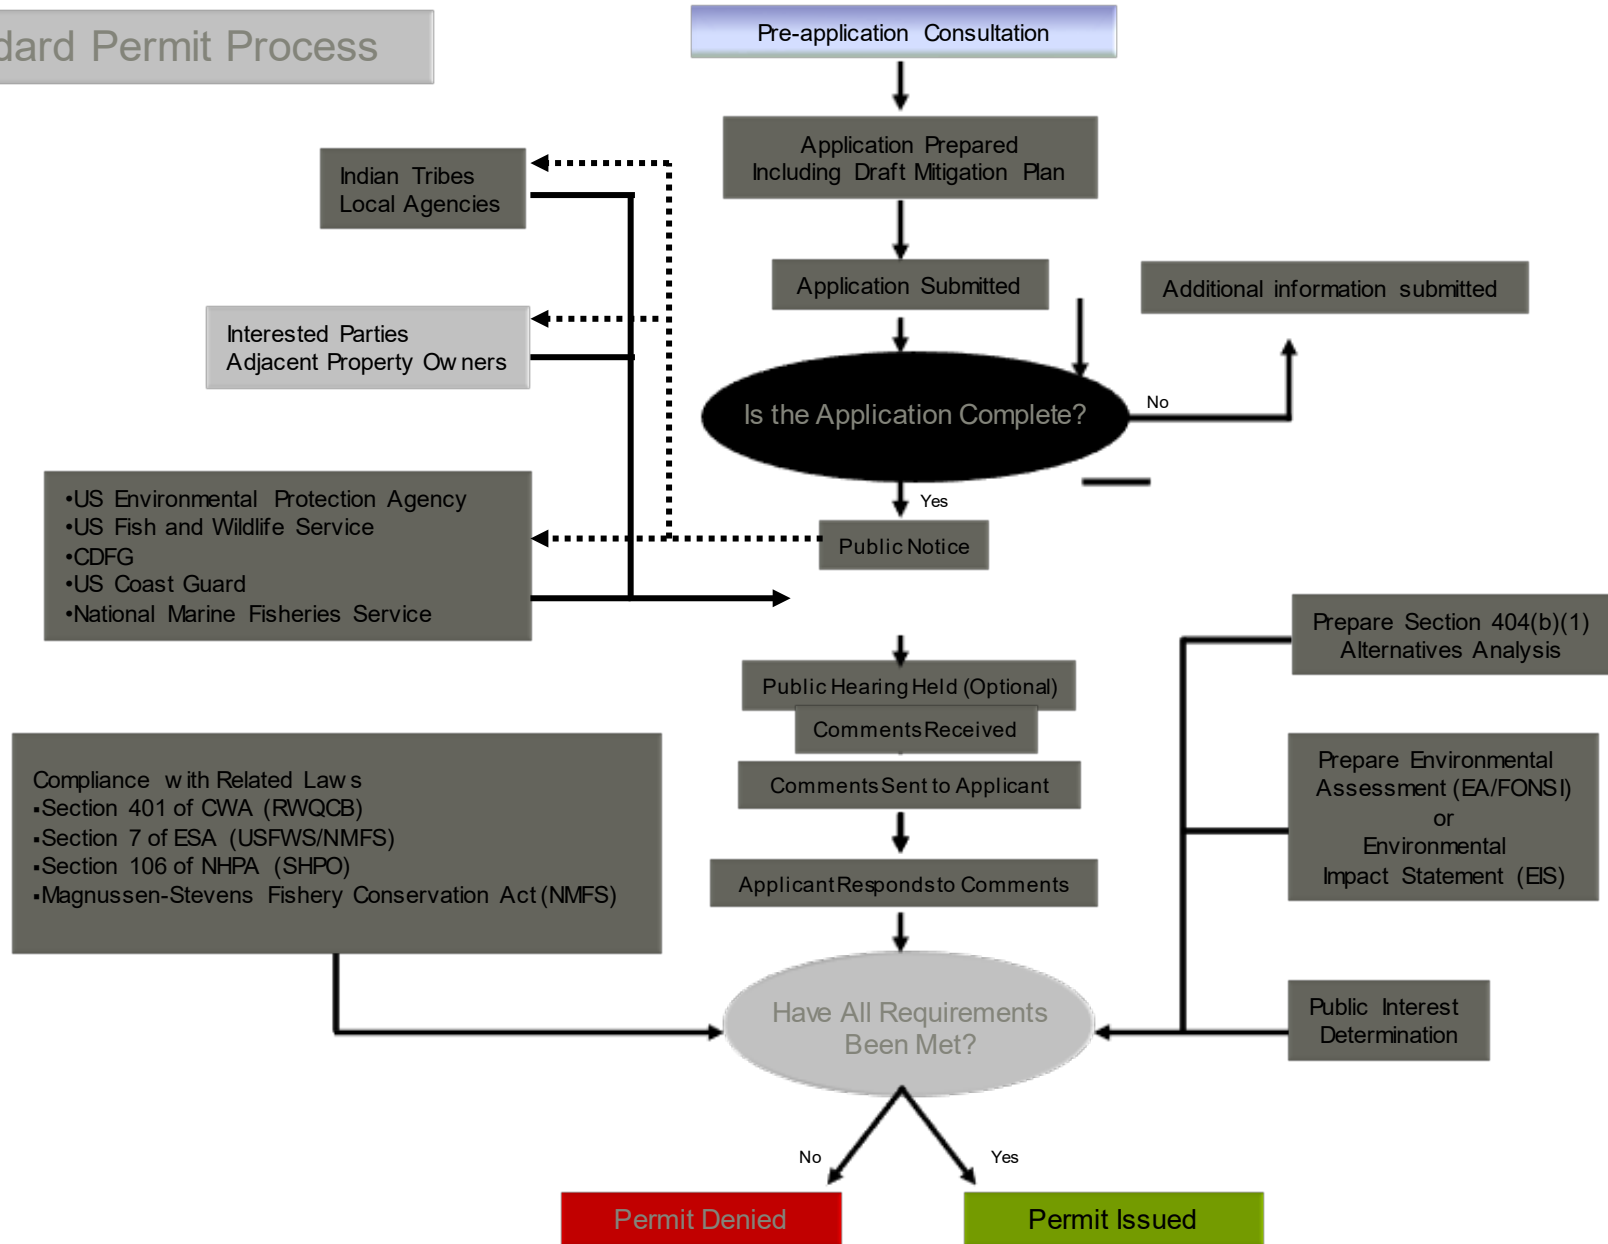 dard Permit Process
Pre-application Consultation
Application Prepared
Including Draft Mitigation Plan
Indian Tribes
Local Agencies
Application Submitted
Additional information submitted
Interested Parties
Adjacent Property Owners
Is the Application Complete?
No
•US Environmental Protection Agency
•US Fish and Wildlife Service
•CDFG
•US Coast Guard
•National Marine Fisheries Service
Yes
Public Notice
Prepare Section 404(b)(1)
Alternatives Analysis
Public Hearing Held (Optional)
Comments Received
Comments Sent to Applicant
Applicant Responds to Comments
Compliance with Related Laws
▪Section 401 of CWA (RWQCB)
▪Section 7 of ESA (USFWS/NMFS)
▪Section 106 of NHPA (SHPO)
▪Magnussen-Stevens Fishery Conservation Act (NMFS)
Prepare Environmental
Assessment (EA/FONSI)
or
Environmental
Impact Statement (EIS)
Have All Requirements
Been Met?
Public Interest
Determination
No
Yes
Permit Denied
Permit Issued